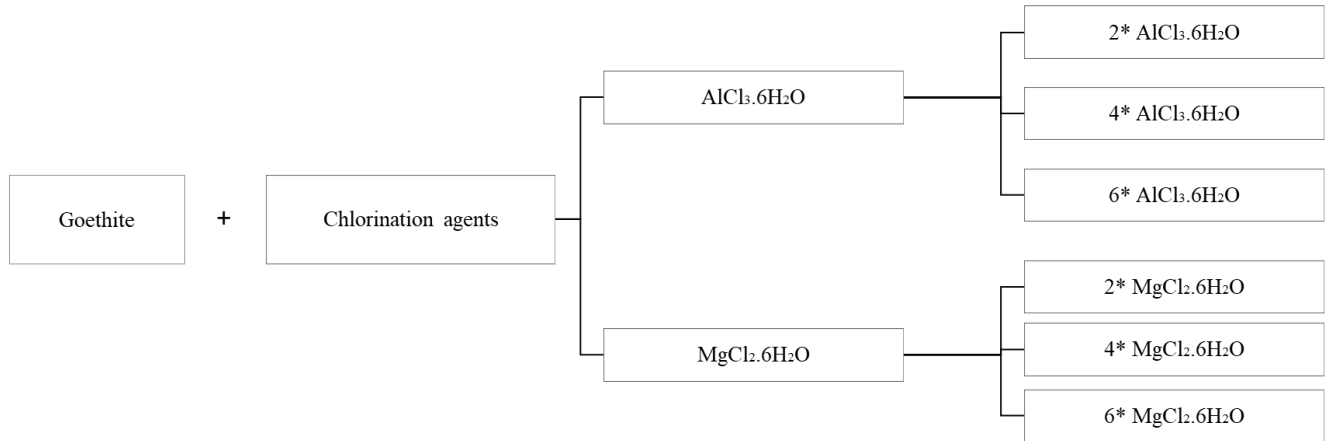 Goethite
+
Chlorination agents
AlCl₃.6H₂O
MgCl₂.6H₂O
2* AlCl₃.6H₂O
4* AlCl₃.6H₂O
6* AlCl₃.6H₂O
2* MgCl₂.6H₂O
4* MgCl₂.6H₂O
6* MgCl₂.6H₂O